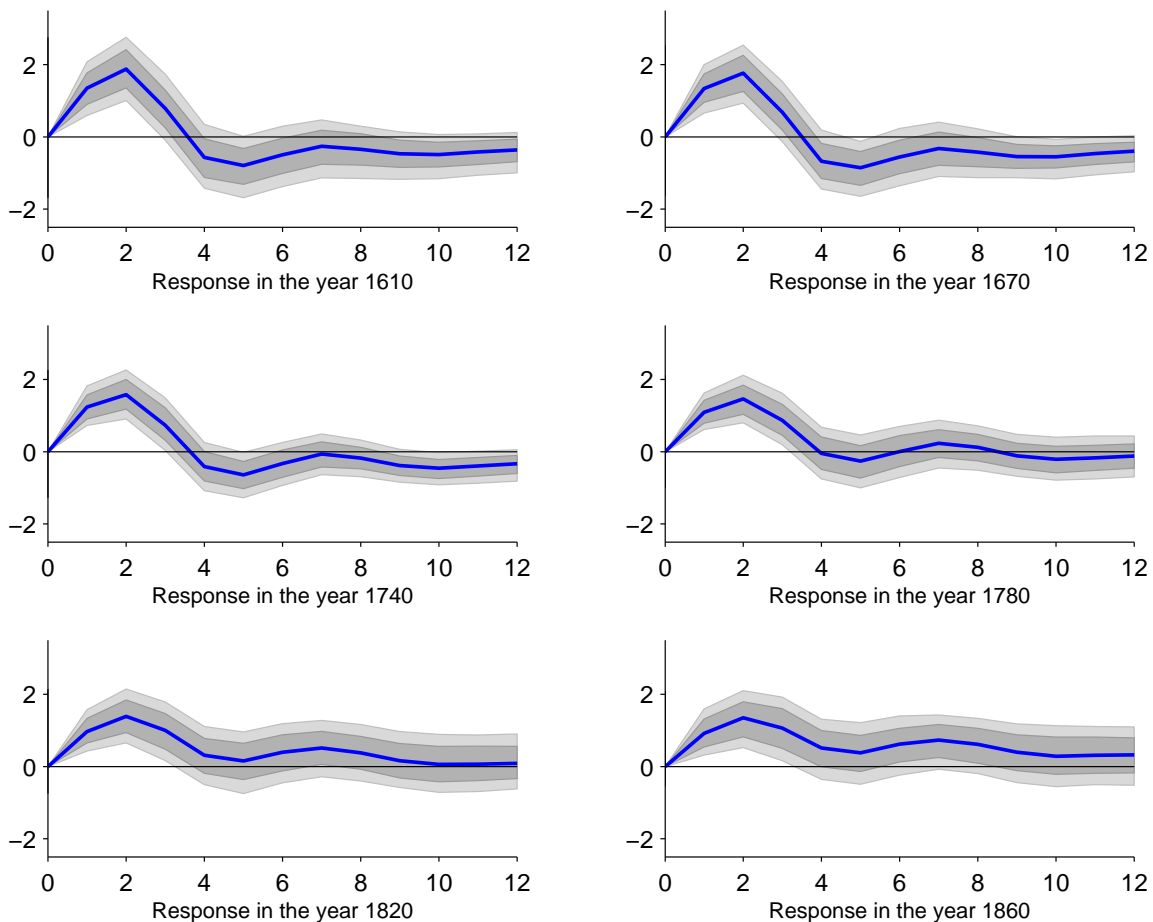 2
0
−2
0 2 4 6 8 10 12
Response in the year 1610
2
0
−2
0 2 4 6 8 10 12
Response in the year 1670
2
0
−2
0 2 4 6 8 10 12
Response in the year 1740
2
0
−2
0 2 4 6 8 10 12
Response in the year 1780
2
0
−2
0 2 4 6 8 10 12
Response in the year 1820
2
0
−2
0 2 4 6 8 10 12
Response in the year 1860